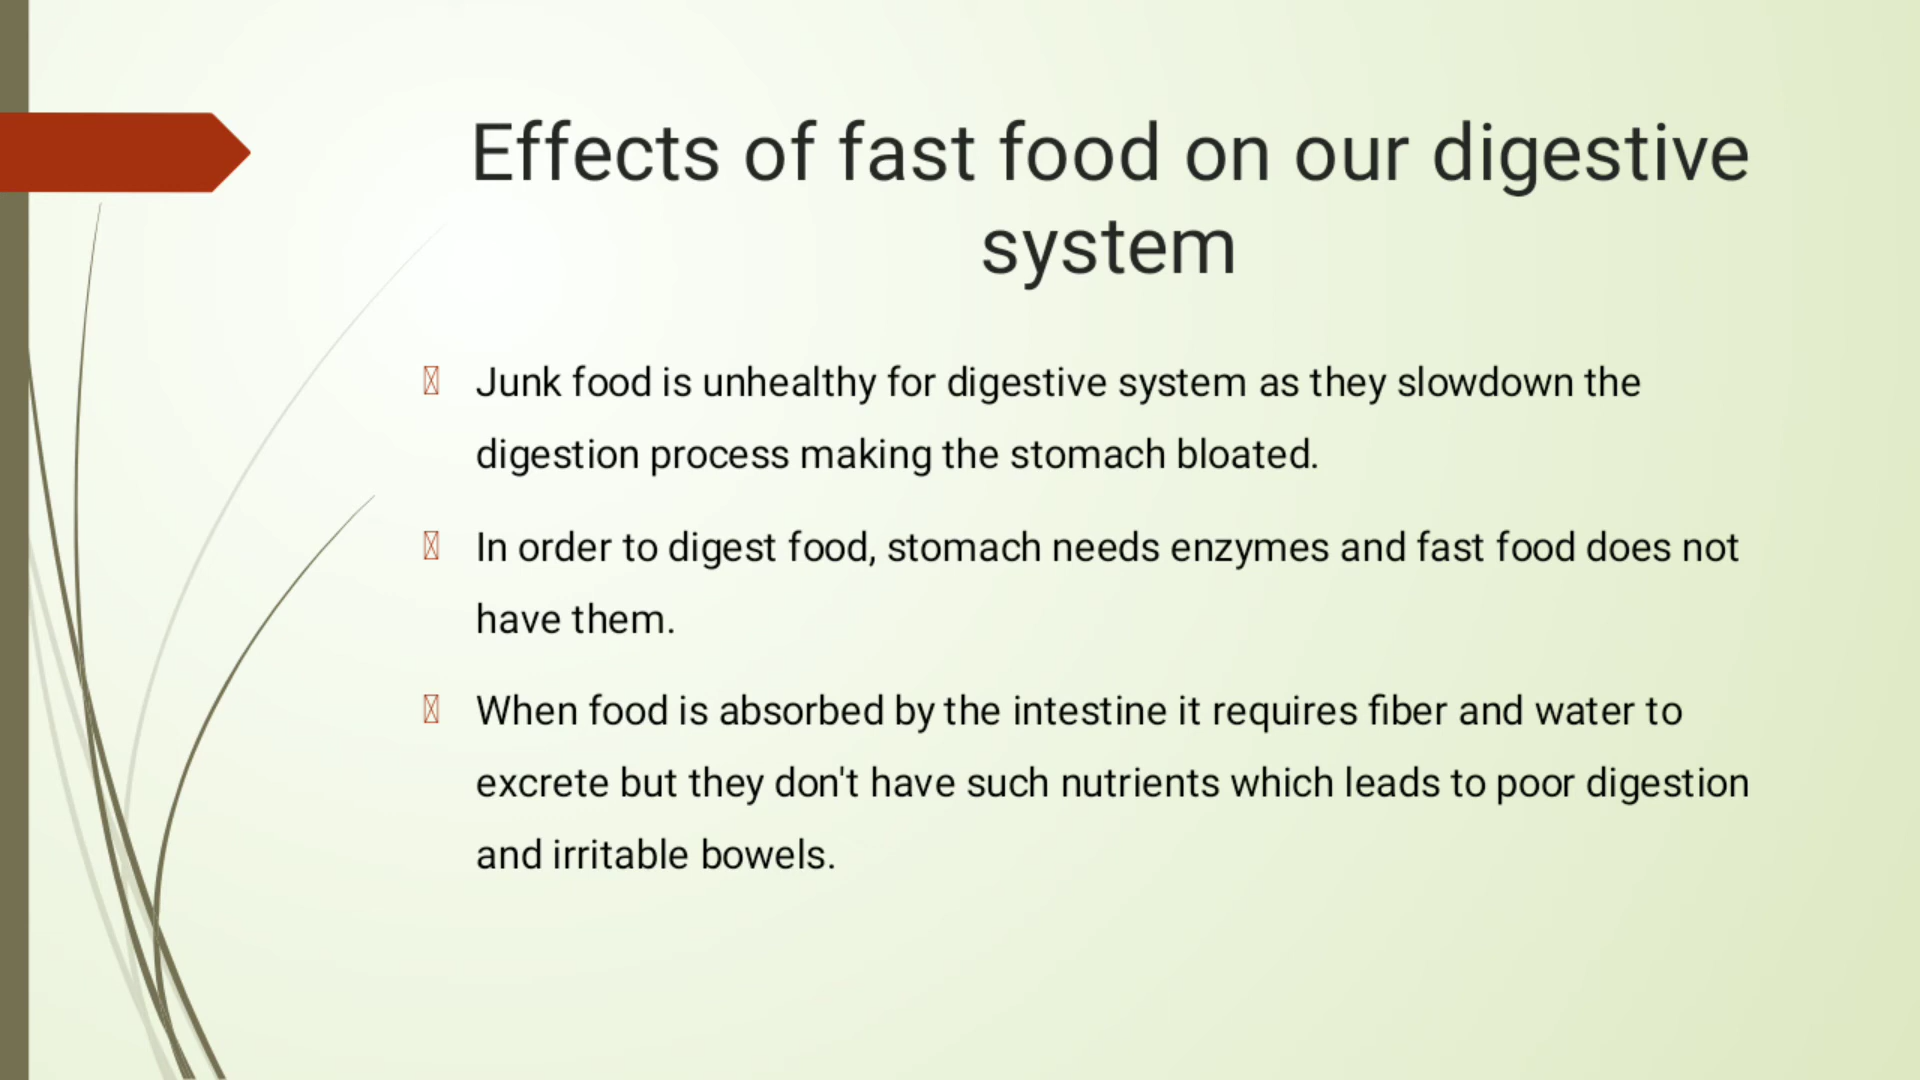 Effects of fast food on our digestive
system
Junk food is unhealthy for digestive system as they slowdown the
digestion process making the stomach bloated.
In order to digest food, stomach needs enzymes and fast food does not
have them.
When food is absorbed by the intestine it requires fiber and water to
excrete but they don't have such nutrients which leads to poor digestion
and irritable bowels.